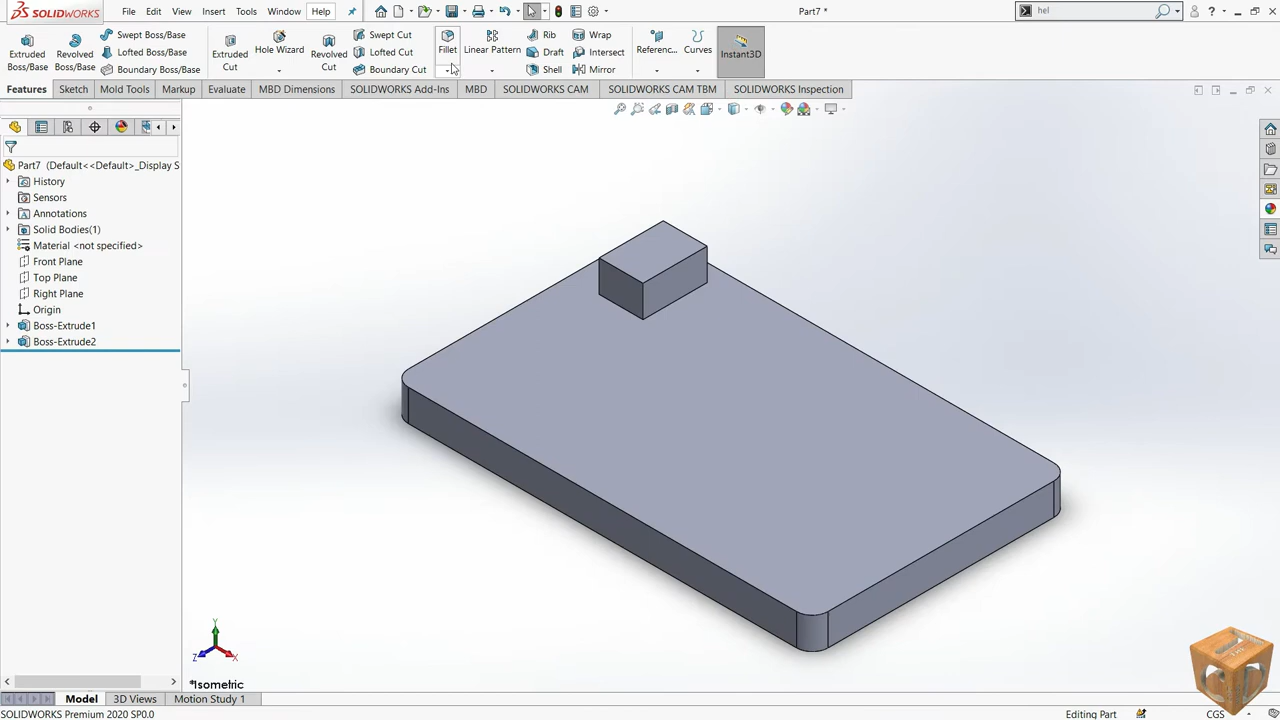 SOLIDWORKS File Edit View Insert Tools Window Help Part7 * hel
Extruded Boss/Base
Revolved Boss/Base
Swept Boss/Base
Lofted Boss/Base
Boundary Boss/Base
Extruded Cut
Hole Wizard
Revolved Cut
Swept Cut
Lofted Cut
Boundary Cut
Fillet
Linear Pattern
Rib
Draft
Shell
Wrap
Intersect
Mirror
Referenc...
Curves
Instant3D
Features Sketch Mold Tools Markup Evaluate MBD Dimensions SOLIDWORKS Add-Ins MBD SOLIDWORKS CAM SOLIDWORKS CAM TBM SOLIDWORKS Inspection
Part7 (Default<<Default>_Display S
History
Sensors
Annotations
Solid Bodies(1)
Material <not specified>
Front Plane
Top Plane
Right Plane
Origin
Boss-Extrude1
Boss-Extrude2
Y
Z X
*Isometric
Model 3D Views Motion Study 1
SOLIDWORKS Premium 2020 SP0.0 Editing Part CGS